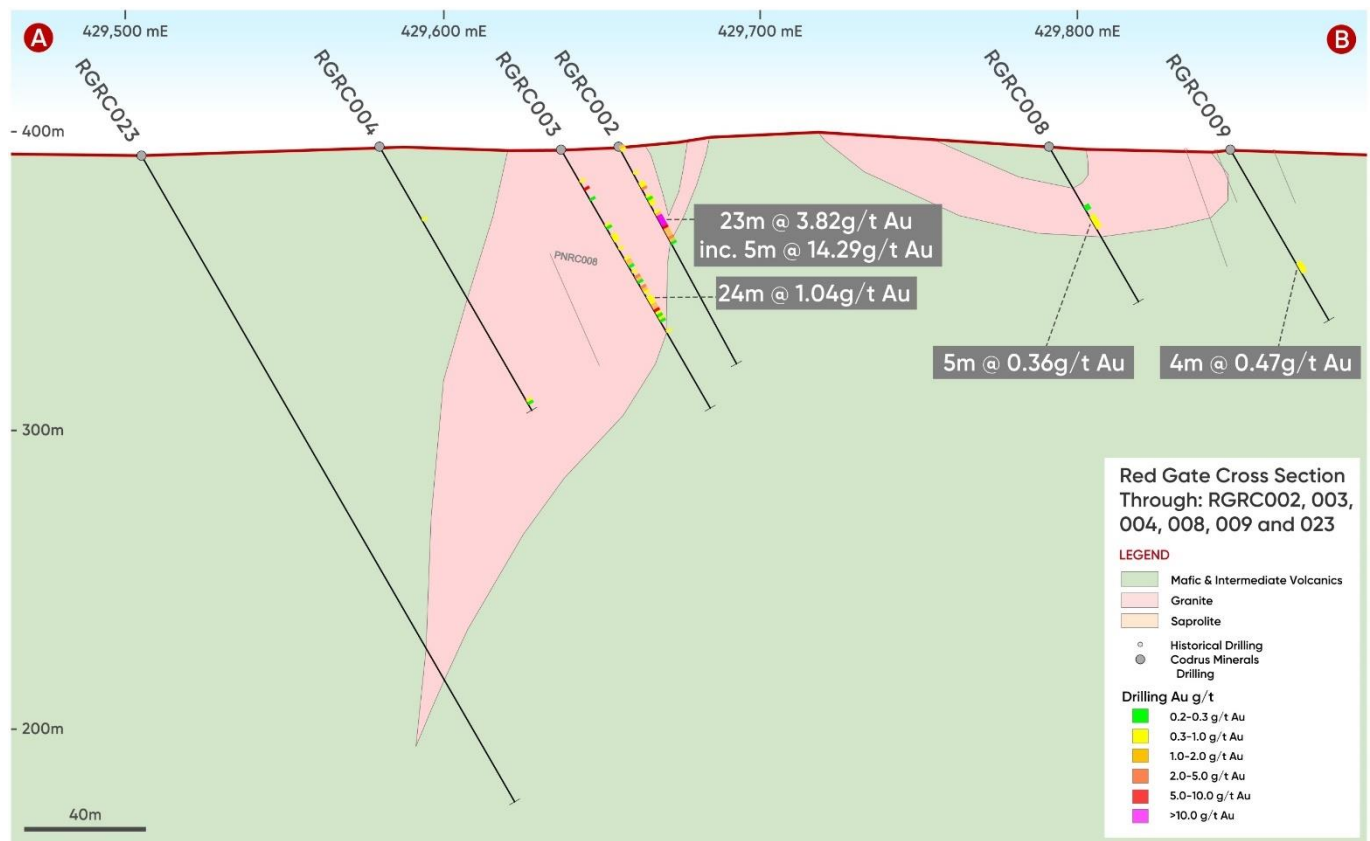 A
429,500 mE
429,600 mE
429,700 mE
429,800 mE
B
RGRC023
RGRC004
RGRC003
RGRC002
RGRC008
RGRC009
400m
300m
200m
PNRC008
23m @ 3.82g/t Au
inc. 5m @ 14.29g/t Au
24m @ 1.04g/t Au
5m @ 0.36g/t Au
4m @ 0.47g/t Au
40m
Red Gate Cross Section
Through: RGRC002, 003,
004, 008, 009 and 023
LEGEND
Mafic & Intermediate Volcanics
Granite
Saprolite
Historical Drilling
Codrus Minerals
Drilling
Drilling Au g/t
0.2-0.3 g/t Au
0.3-1.0 g/t Au
1.0-2.0 g/t Au
2.0-5.0 g/t Au
5.0-10.0 g/t Au
>10.0 g/t Au